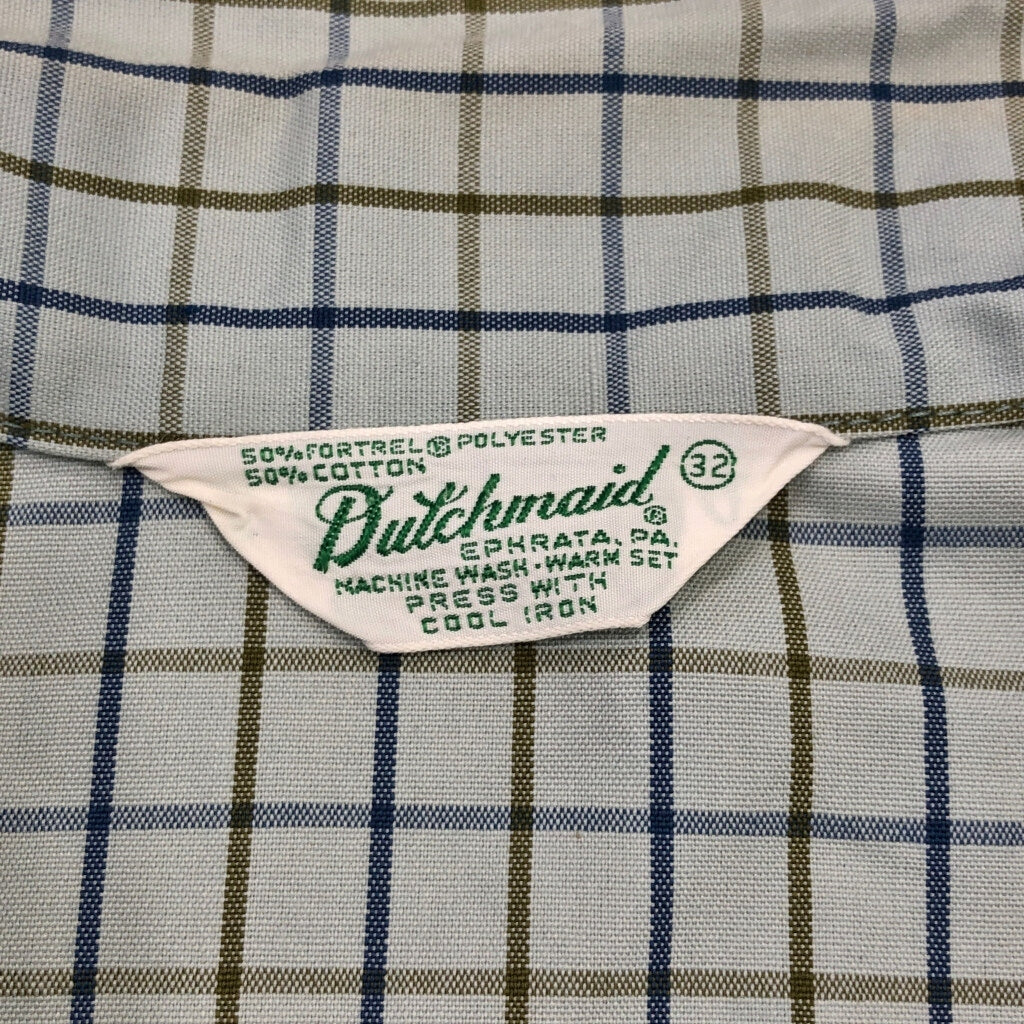 50% FORTREL® POLYESTER
50% COTTON
32
Dutchmaid®
EPHRATA, PA.
MACHINE WASH-WARM SET
PRESS WITH
COOL IRON